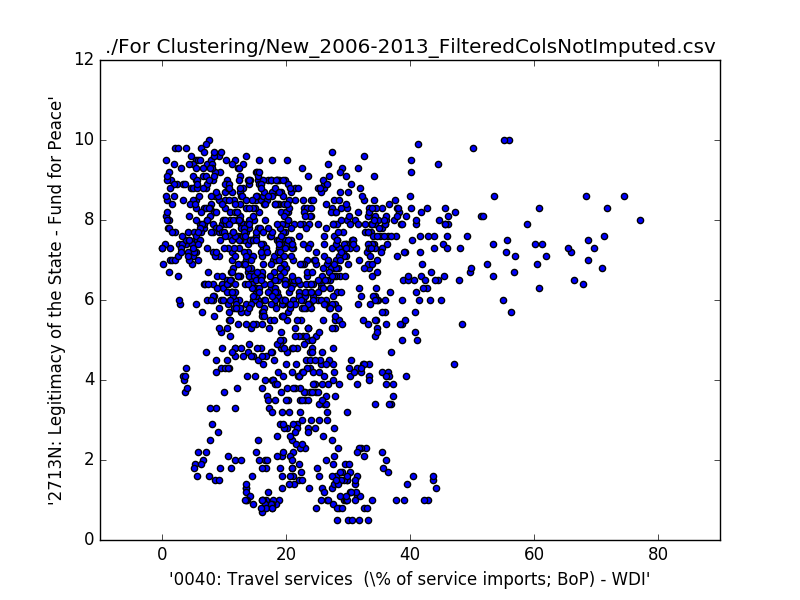 ./For Clustering/New_2006-2013_FilteredColsNotImputed.csv
12
10
8
6
4
2
0
'2713N: Legitimacy of the State - Fund for Peace'
0 20 40 60 80
'0040: Travel services  (\% of service imports; BoP) - WDI'